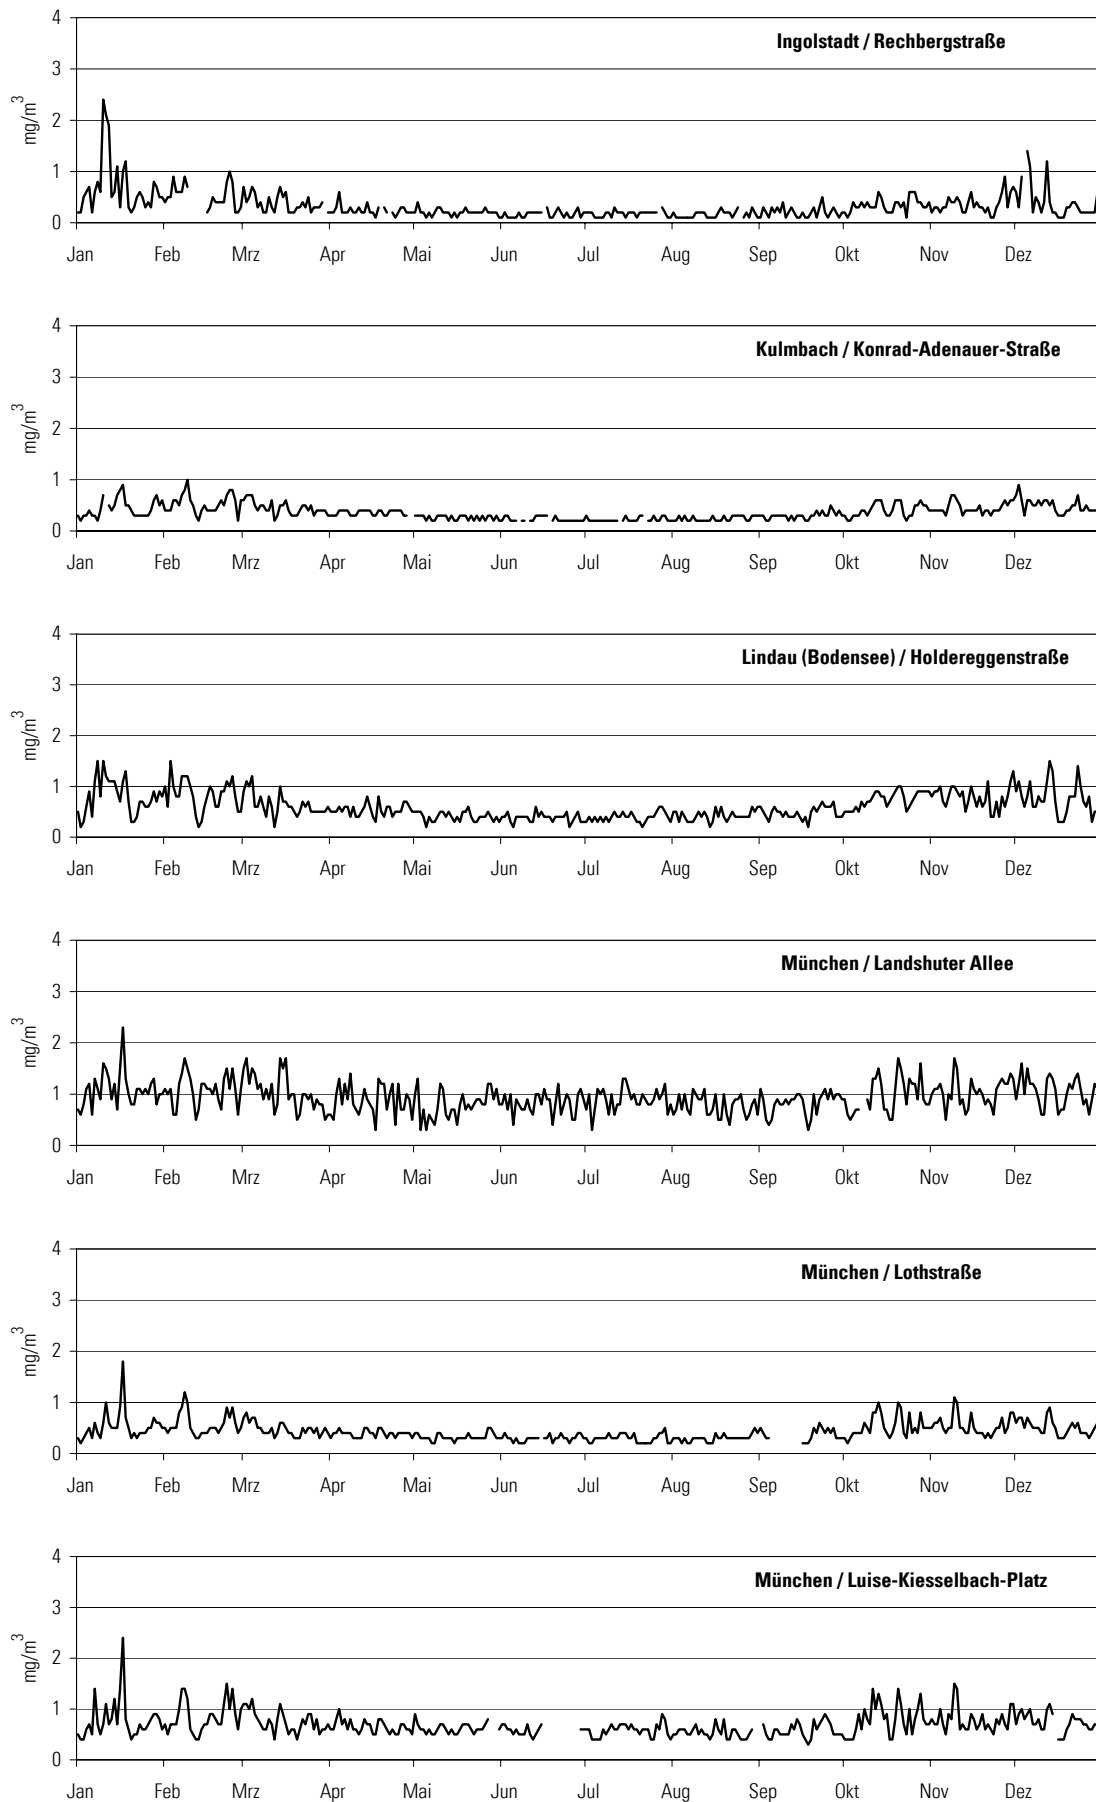 Ingolstadt / Rechbergstraße
mg/m³
4
3
2
1
0
Jan Feb Mrz Apr Mai Jun Jul Aug Sep Okt Nov Dez
Kulmbach / Konrad-Adenauer-Straße
mg/m³
4
3
2
1
0
Jan Feb Mrz Apr Mai Jun Jul Aug Sep Okt Nov Dez
Lindau (Bodensee) / Holdereggenstraße
mg/m³
4
3
2
1
0
Jan Feb Mrz Apr Mai Jun Jul Aug Sep Okt Nov Dez
München / Landshuter Allee
mg/m³
4
3
2
1
0
Jan Feb Mrz Apr Mai Jun Jul Aug Sep Okt Nov Dez
München / Lothstraße
mg/m³
4
3
2
1
0
Jan Feb Mrz Apr Mai Jun Jul Aug Sep Okt Nov Dez
München / Luise-Kiesselbach-Platz
mg/m³
4
3
2
1
0
Jan Feb Mrz Apr Mai Jun Jul Aug Sep Okt Nov Dez